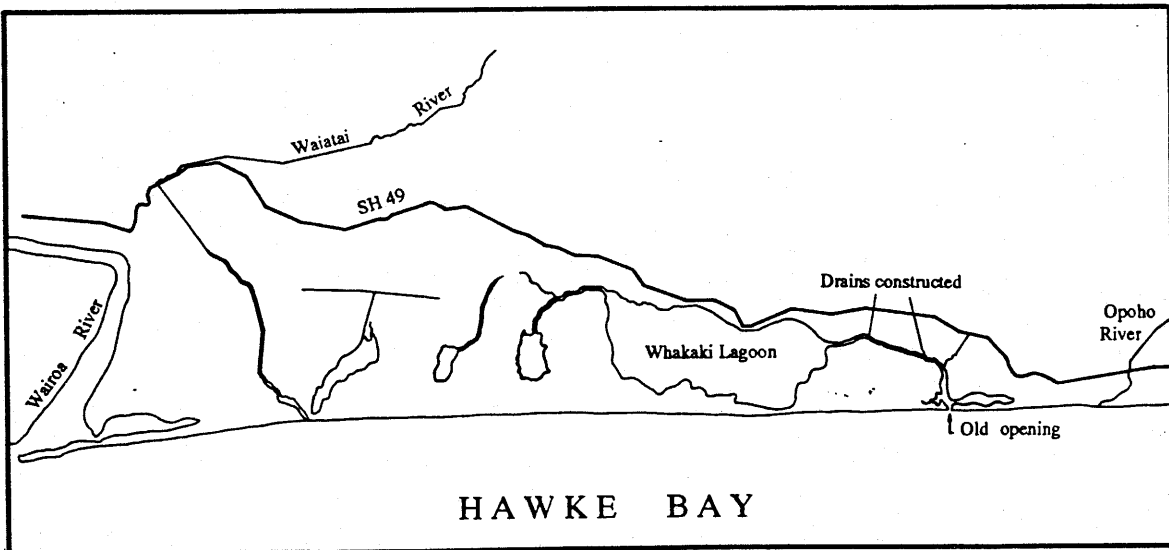 Waiatai River
SH 49
Drains constructed
Opoho
River
Wairoa River
Whakaki Lagoon
Old opening
HAWKE BAY